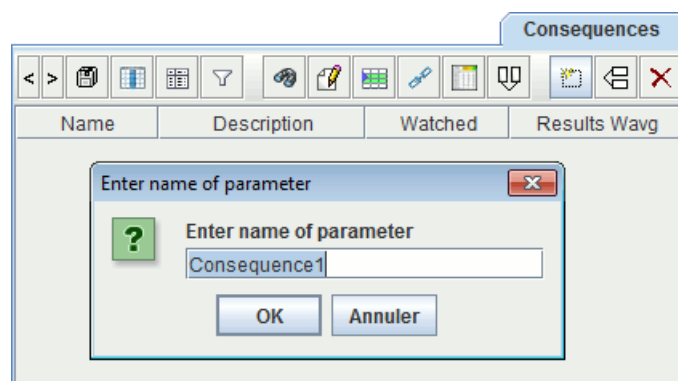 Consequences
< >
Name Description Watched Results Wavg
Enter name of parameter
?
Enter name of parameter
Consequence1
OK Annuler